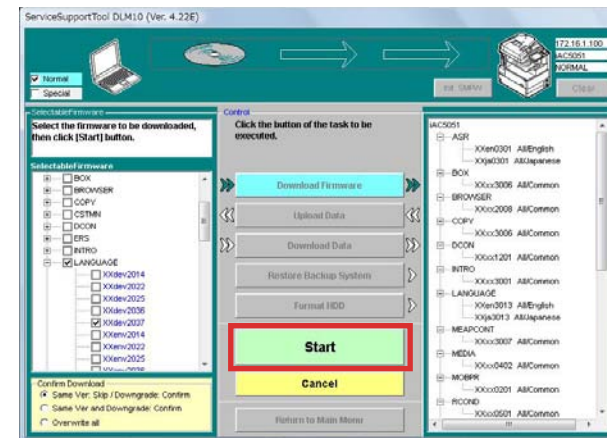 ServiceSupportTool DLM10 (Ver. 4.22E)
172.16.1.100
iAC5051
NORMAL
Normal
Special
Clear
SelectableFirmware
Select the firmware to be downloaded,
then click [Start] button.
SelectableFirmware
BOX
BROWSER
COPY
CSTMN
DCON
ERS
INTRO
LANGUAGE
XXdev2014
XXdev2022
XXdev2025
XXdev2036
XXdev2037
XXenv2014
XXenv2022
XXenv2025
Confirm Download
Same Ver: Skip / Downgrade: Confirm
Same Ver and Downgrade: Confirm
Overwrite all
Control
Click the button of the task to be
executed.
Download Firmware
Upload Data
Download Data
Restore Backup System
Format HDD
Start
Cancel
Return to Main Menu
iAC5051
ASR
XXen0301 All/English
XXja0301 All/Japanese
BOX
XXxx3006 All/Common
BROWSER
XXxx2008 All/Common
COPY
XXxx3006 All/Common
DCON
XXxx1201 All/Common
INTRO
XXxx3001 All/Common
LANGUAGE
XXen3013 All/English
XXja3013 All/Japanese
MEAPCONT
XXxx3007 All/Common
MEDIA
XXxx0402 All/Common
MOBPR
XXxx0201 All/Common
RCOND
XXxx0501 All/Common